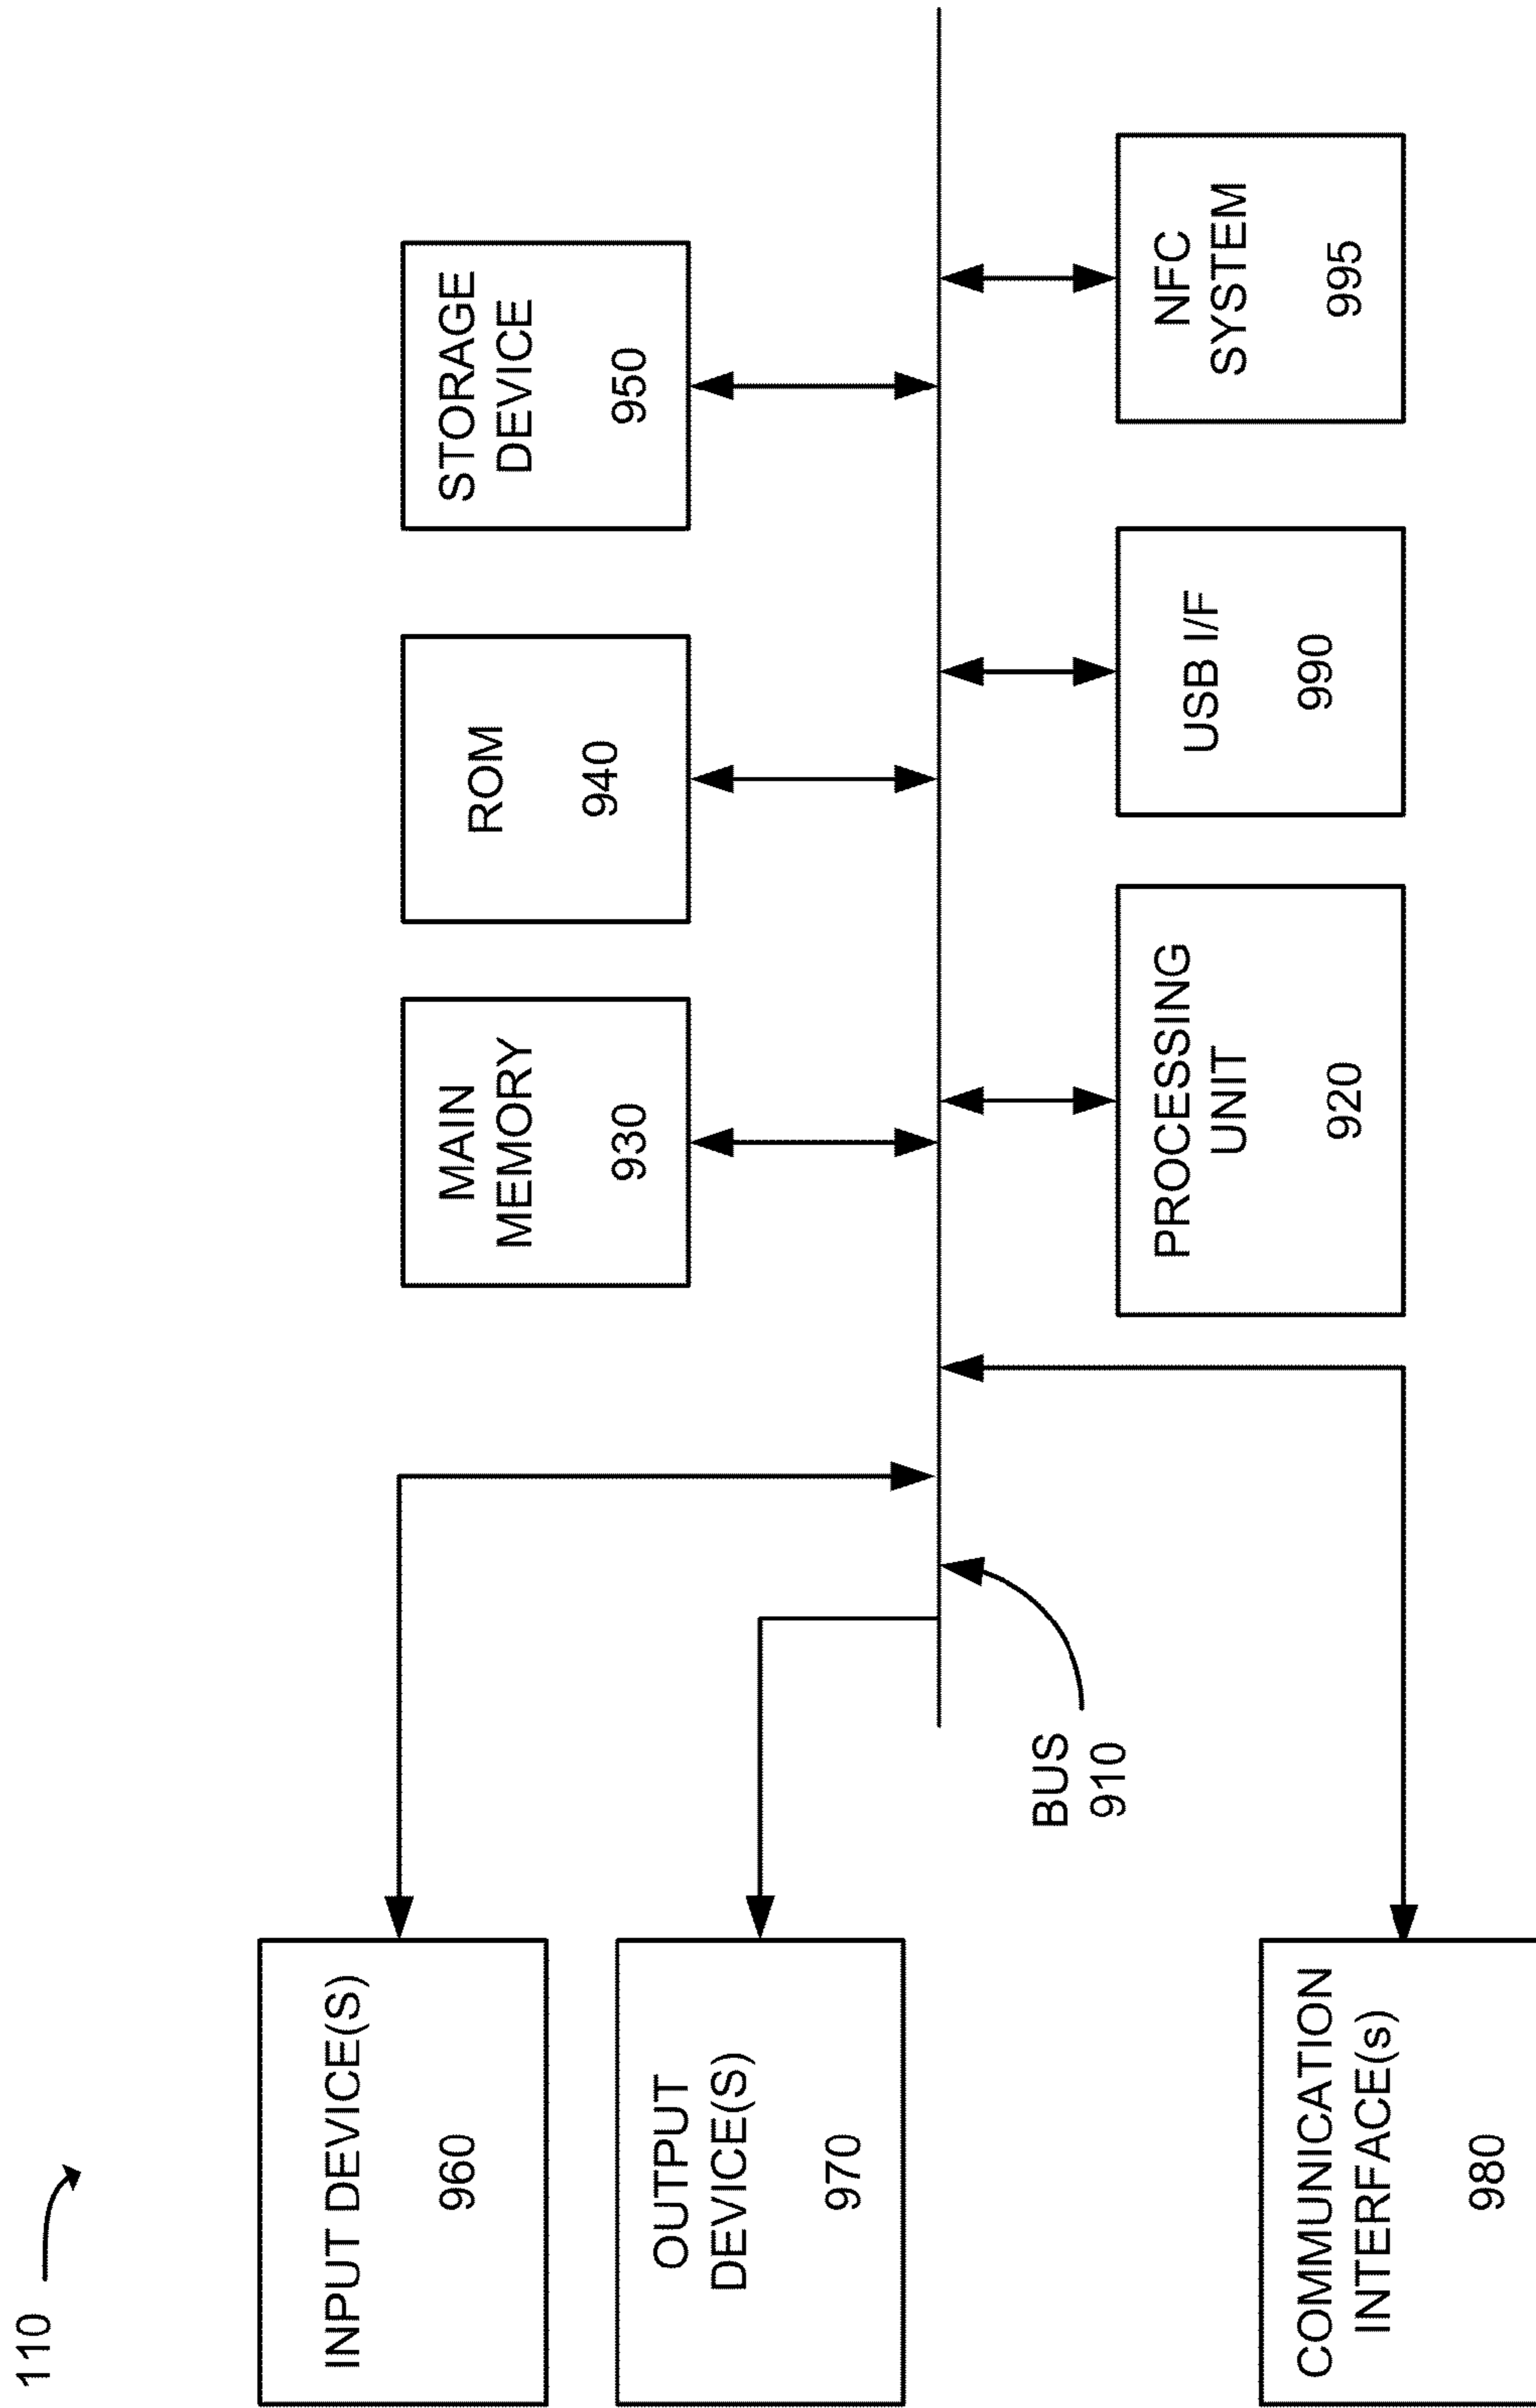 110
INPUT DEVICE(S)
960
OUTPUT
DEVICE(S)
970
COMMUNICATION
INTERFACE(s)
980
BUS
910
MAIN
MEMORY
930
ROM
940
STORAGE
DEVICE
950
PROCESSING
UNIT
920
USB I/F
990
NFC
SYSTEM
995